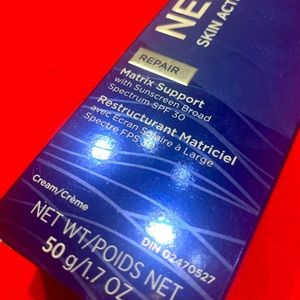 NE
SKIN ACT
REPAIR
Matrix Support
with Sunscreen Broad
Spectrum SPF 30
Restructurant Matriciel
avec Écran Solaire à Large
Spectre FPS 30
Cream/Crème
DIN 02470527
NET WT/POIDS NET
50 g/1.7 OZ